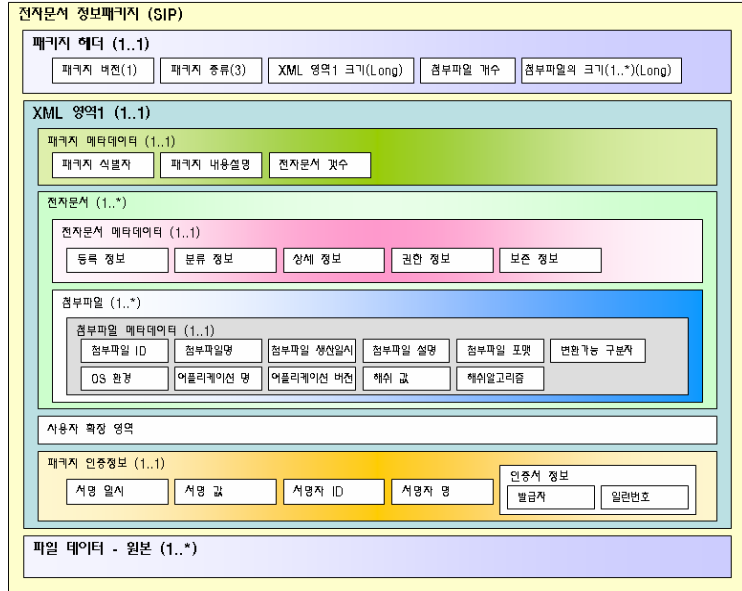 전자문서 정보패키지 (SIP)
패키지 헤더 (1..1)
패키지 버전(1) 패키지 종류(3) XML 영역1 크기(Long) 첨부파일 개수 첨부파일의 크기(1..*)(Long)
XML 영역1 (1..1)
패키지 메타데이터 (1..1)
패키지 식별자 패키지 내용설명 전자문서 갯수
전자문서 (1..*)
전자문서 메타데이터 (1..1)
등록 정보 분류 정보 상세 정보 권한 정보 보존 정보
첨부파일 (1..*)
첨부파일 메타데이터 (1..1)
첨부파일 ID 첨부파일명 첨부파일 생산일시 첨부파일 설명 첨부파일 포맷 변환가능 구분자
OS 환경 어플리케이션 명 어플리케이션 버전 해쉬 값 해쉬알고리즘
사용자 확장 영역
패키지 인증정보 (1..1)
서명 일시 서명 값 서명자 ID 서명자 명
인증서 정보
발급자 일련번호
파일 데이터 - 원본 (1..*)